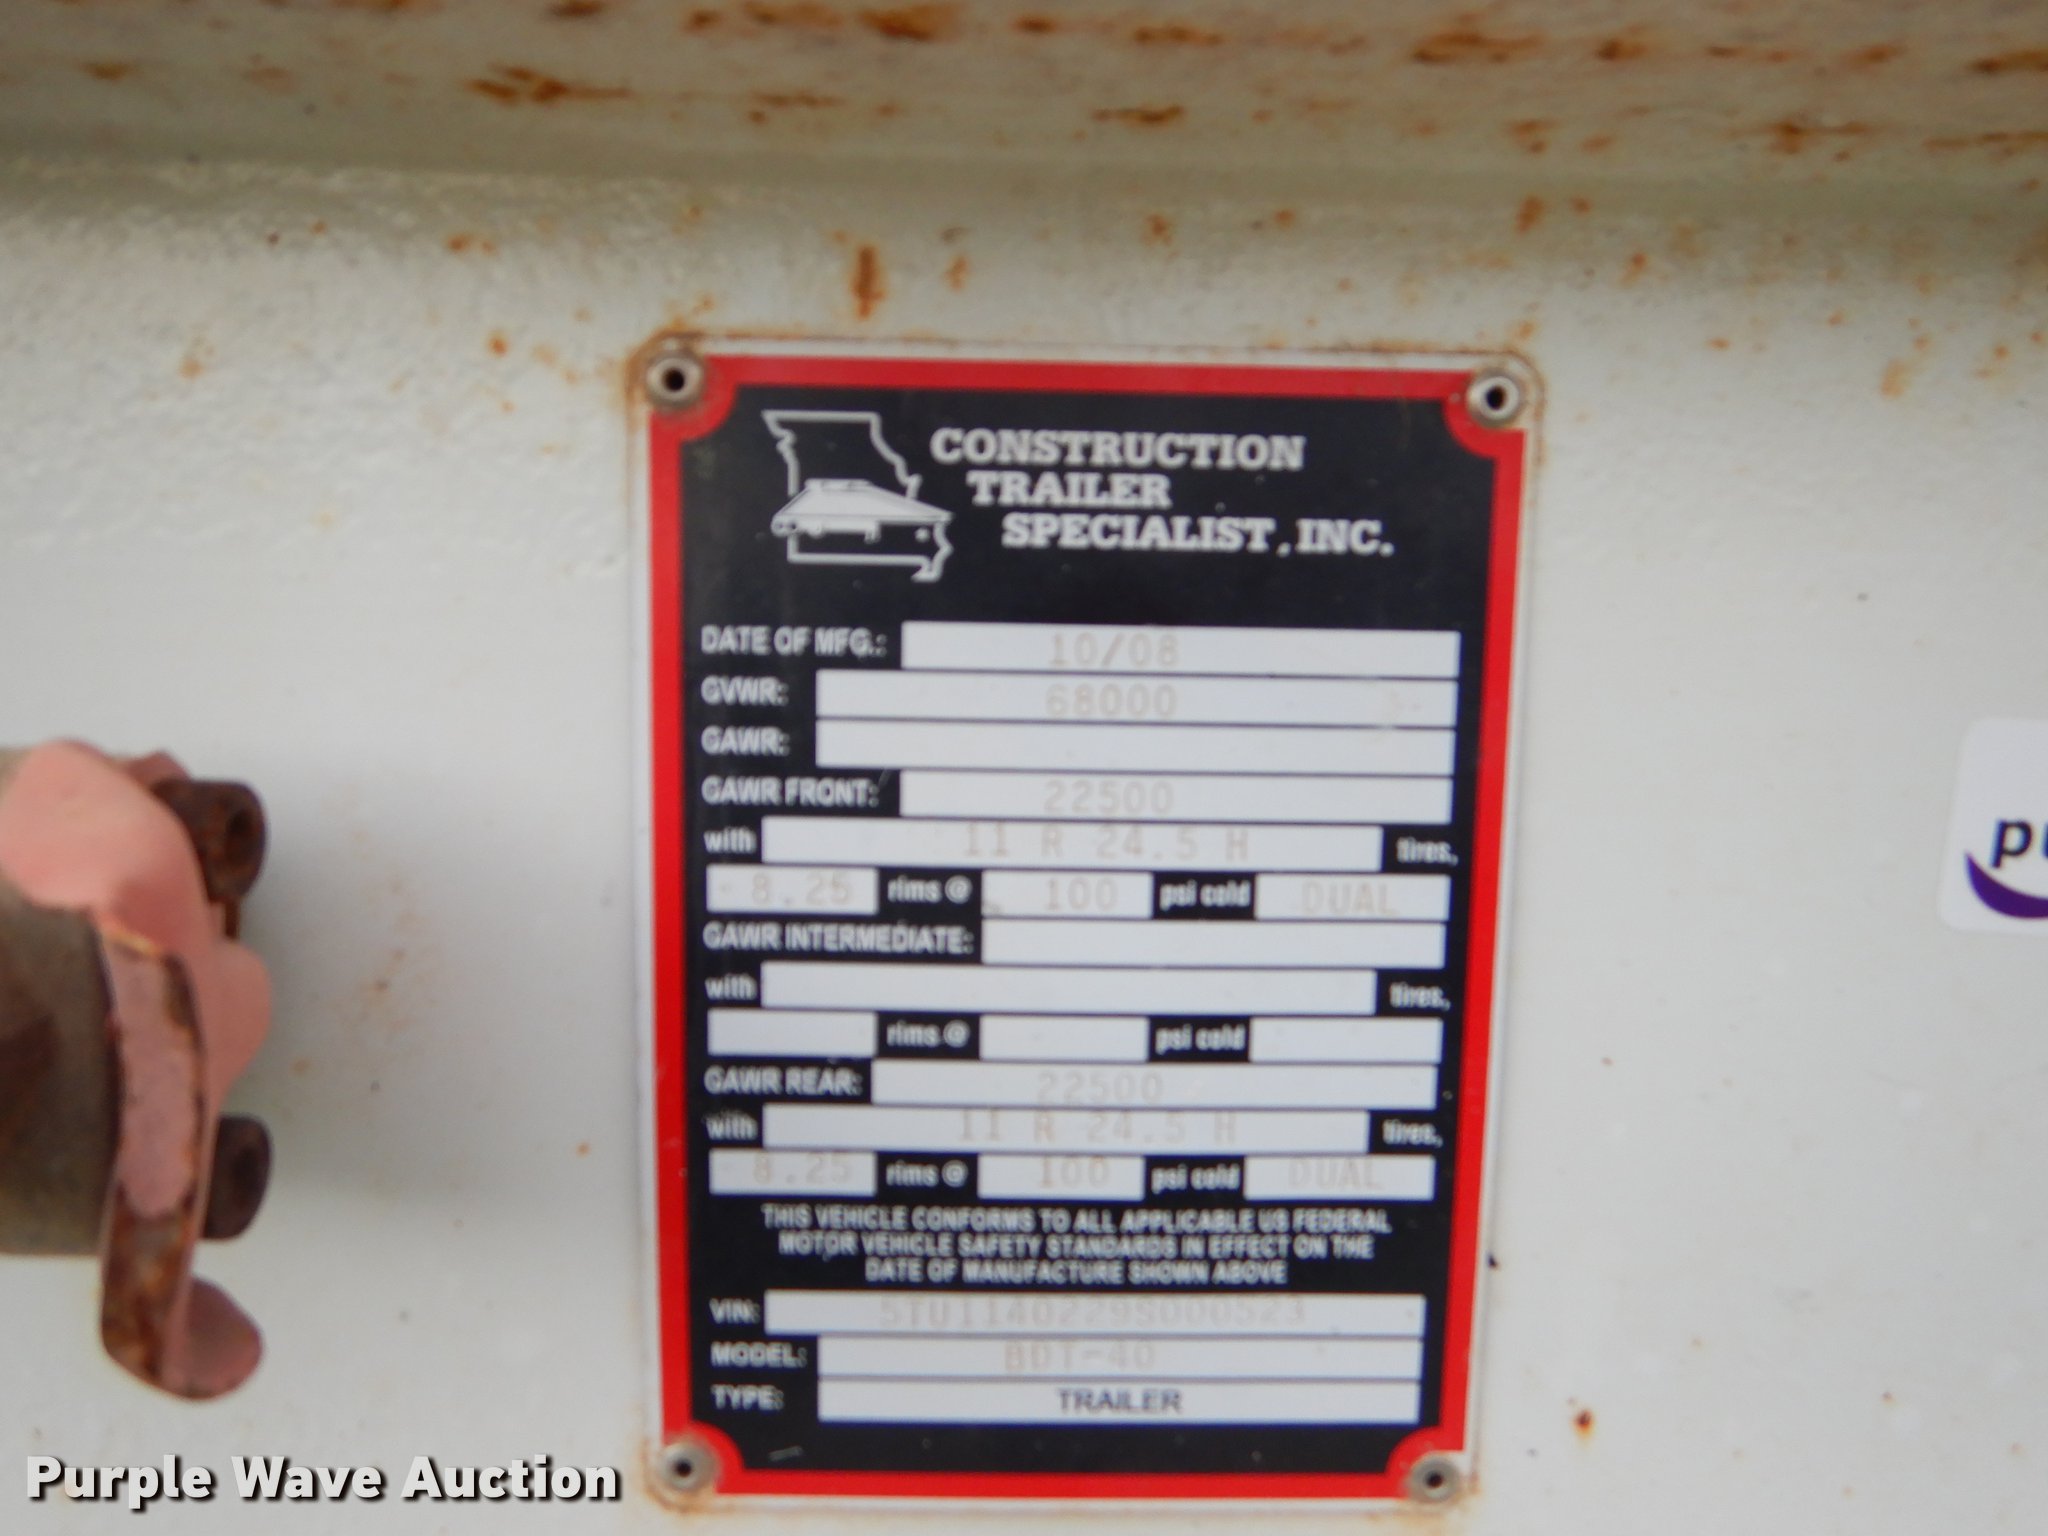 CONSTRUCTION
TRAILER
SPECIALIST, INC.
DATE OF MFG.: 10/08
GVWR: 68000
GAWR:
GAWR FRONT: 22500
with 11 R 24.5 H tires,
8.25 rims @ 100 psi cold DUAL
GAWR INTERMEDIATE:
with tires,
rims @ psi cold
GAWR REAR: 22500
with 11 R 24.5 H tires,
8.25 rims @ 100 psi cold DUAL
THIS VEHICLE CONFORMS TO ALL APPLICABLE US FEDERAL
MOTOR VEHICLE SAFETY STANDARDS IN EFFECT ON THE
DATE OF MANUFACTURE SHOWN ABOVE
VIN: 5TU1140229S000523
MODEL: BDT-40
TYPE: TRAILER
Purple Wave Auction